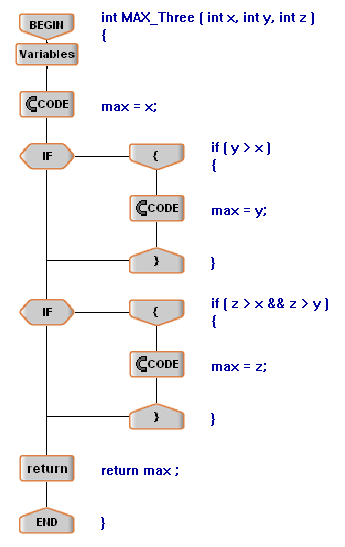 BEGIN int MAX_Three ( int x, int y, int z )
{
Variables
CODE max = x;
IF { if ( y > x )
{
CODE max = y;
} }
IF { if ( z > x && z > y )
{
CODE max = z;
} }
return return max ;
END }